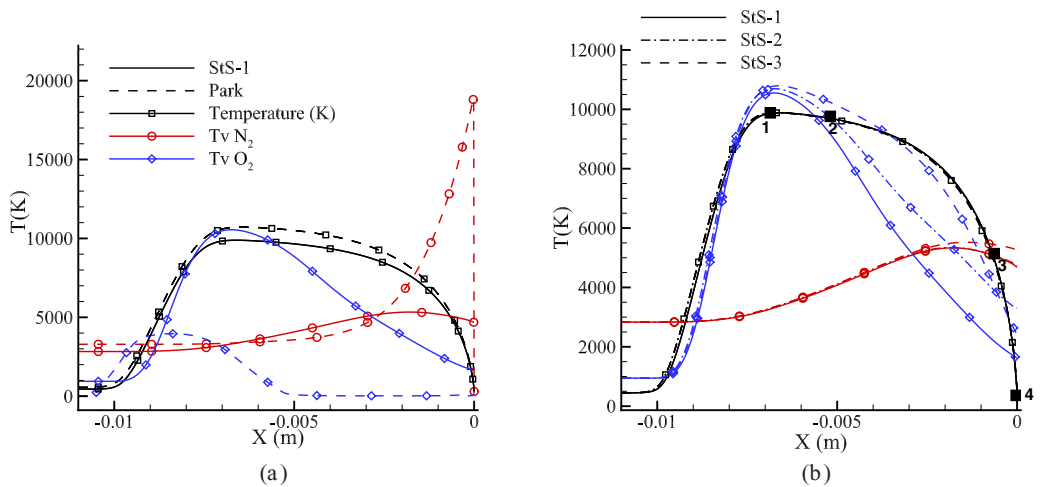 (a)
StS-1
Park
Temperature (K)
Tv N₂
Tv O₂
T(K)
20000
15000
10000
5000
0
-0.01
-0.005
0
X (m)
(a)
(b)
StS-1
StS-2
StS-3
T(K)
12000
10000
8000
6000
4000
2000
0
1
2
3
4
-0.01
-0.005
0
X (m)
(b)